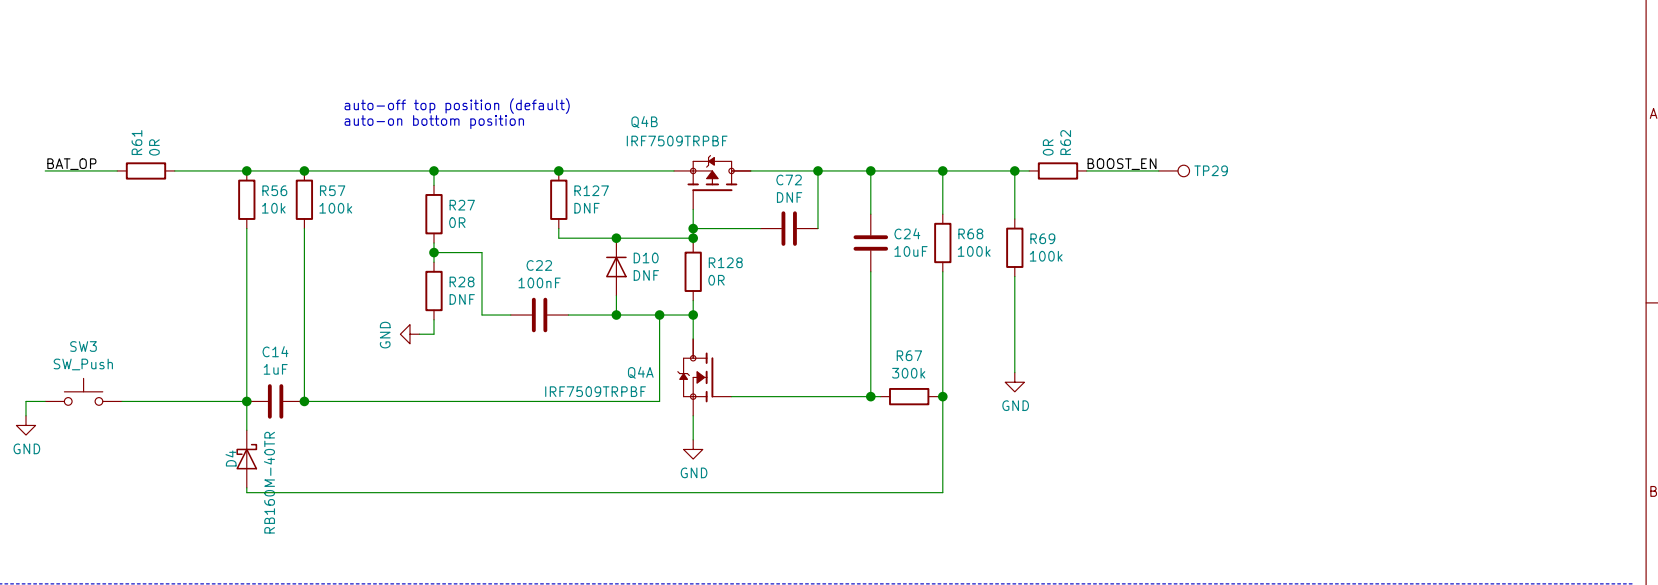 auto-off top position (default)
auto-on bottom position
A
BAT_OP
R61
0R
R56
10k
R57
100k
R27
0R
R28
DNF
GND
R127
DNF
Q4B
IRF7509TRPBF
C72
DNF
D10
DNF
R128
0R
C22
100nF
C24
10uF
R68
100k
R69
100k
0R
R62
BOOST_EN
TP29
SW3
SW_Push
GND
C14
1uF
Q4A
IRF7509TRPBF
R67
300k
GND
GND
D4
RB160M-40TR
B